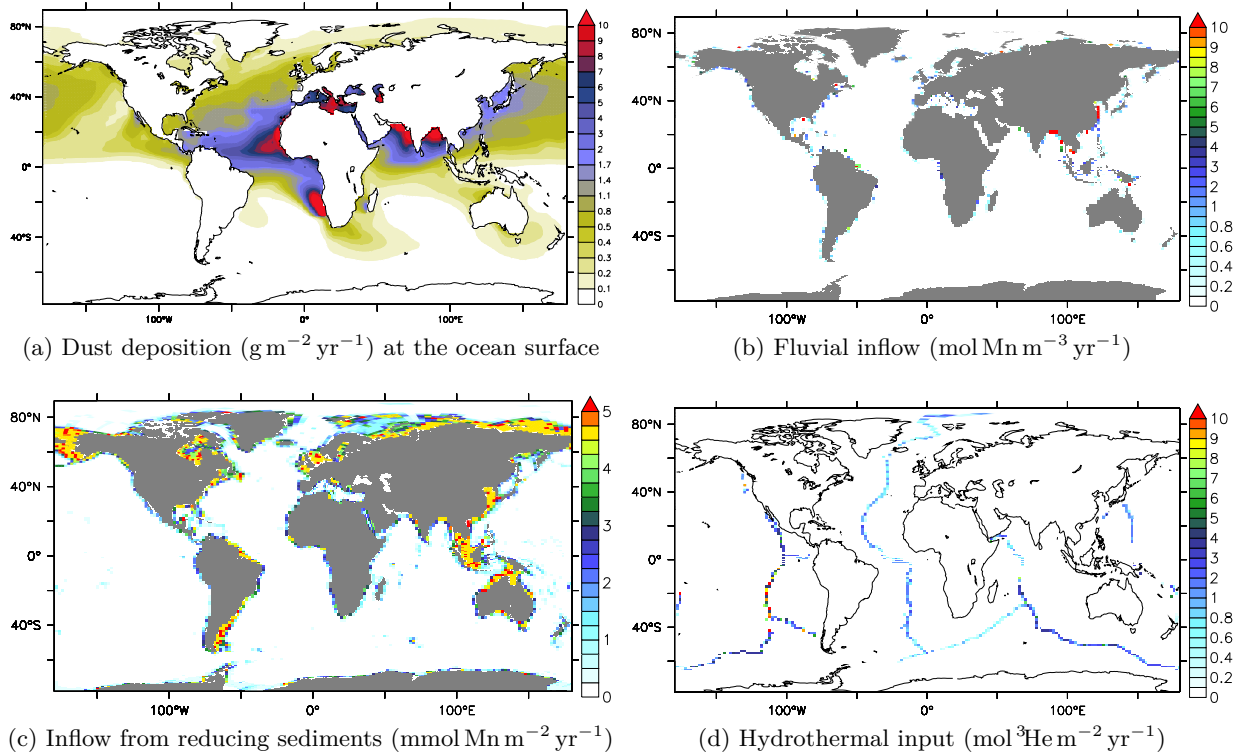 80°N
40°N
0°
40°S
100°W
0°
100°E
10
9
8
7
6
5
4
3
2
1.7
1.4
1.1
0.8
0.5
0.4
0.3
0.2
0.1
0
(a) Dust deposition (g m⁻² yr⁻¹) at the ocean surface
80°N
40°N
0°
40°S
100°W
0°
100°E
10
9
8
7
6
5
4
3
2
1
0.8
0.6
0.4
0.2
0
(b) Fluvial inflow (mol Mn m⁻³ yr⁻¹)
80°N
40°N
0°
40°S
100°W
0°
100°E
5
4
3
2
1
0
(c) Inflow from reducing sediments (mmol Mn m⁻² yr⁻¹)
80°N
40°N
0°
40°S
100°W
0°
100°E
10
9
8
7
6
5
4
3
2
1
0.8
0.6
0.4
0.2
0
(d) Hydrothermal input (mol ³He m⁻² yr⁻¹)